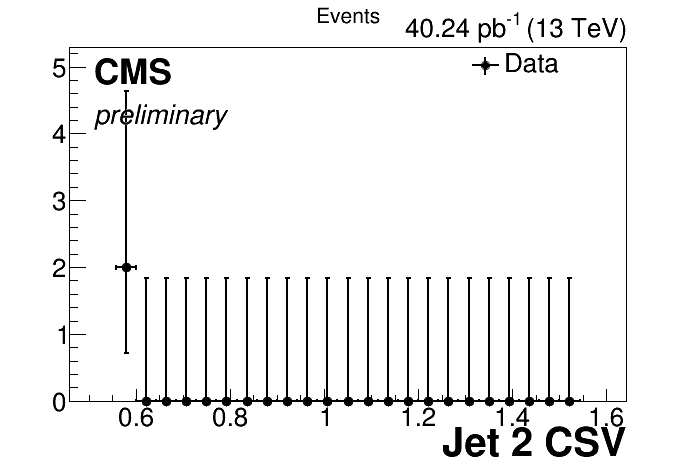 Events
40.24 pb-1 (13 TeV)
CMS
preliminary
Data
5
4
3
2
1
0
0.6 0.8 1 1.2 1.4 1.6
Jet 2 CSV